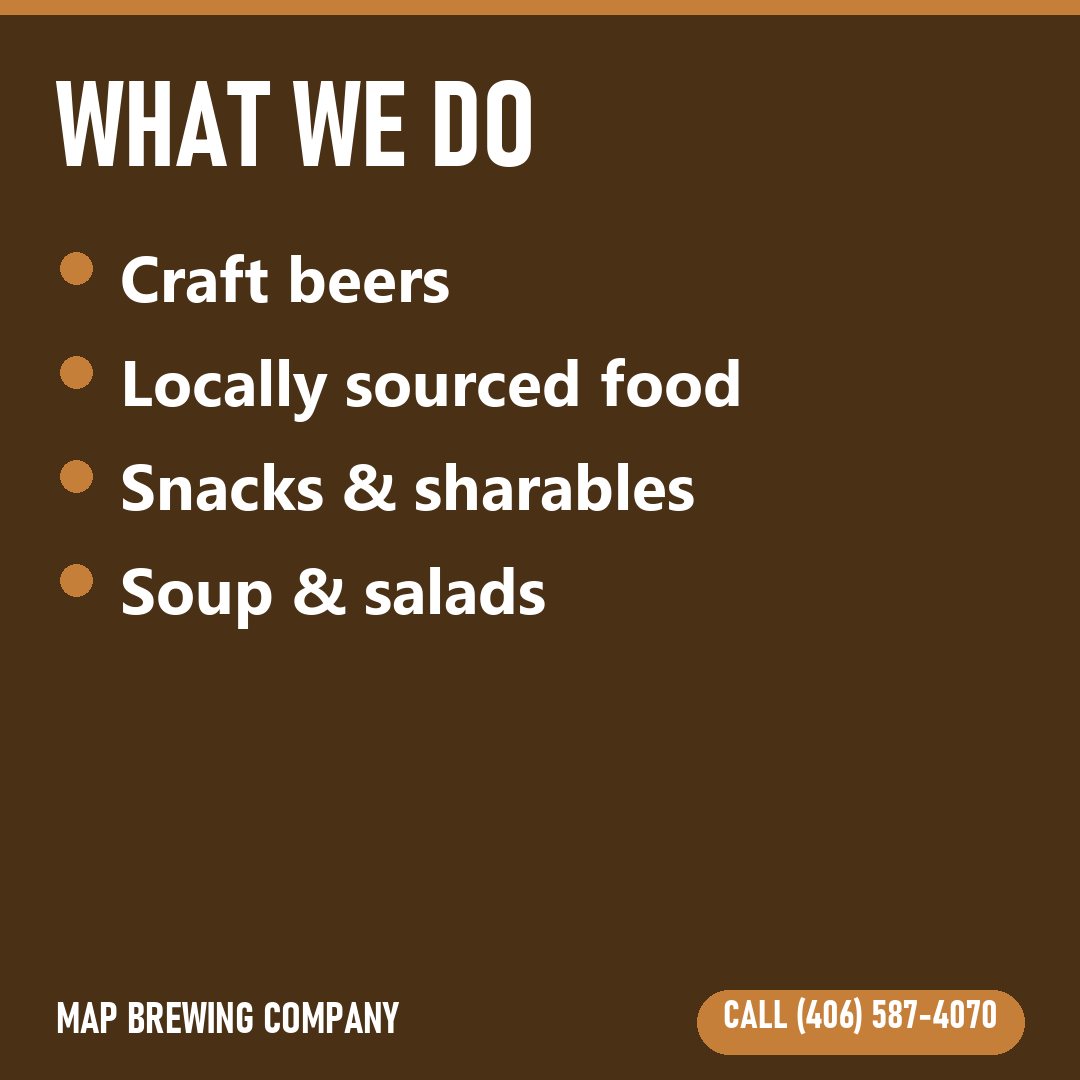 WHAT WE DO
Craft beers
Locally sourced food
Snacks & sharables
Soup & salads
MAP BREWING COMPANY
CALL (406) 587-4070